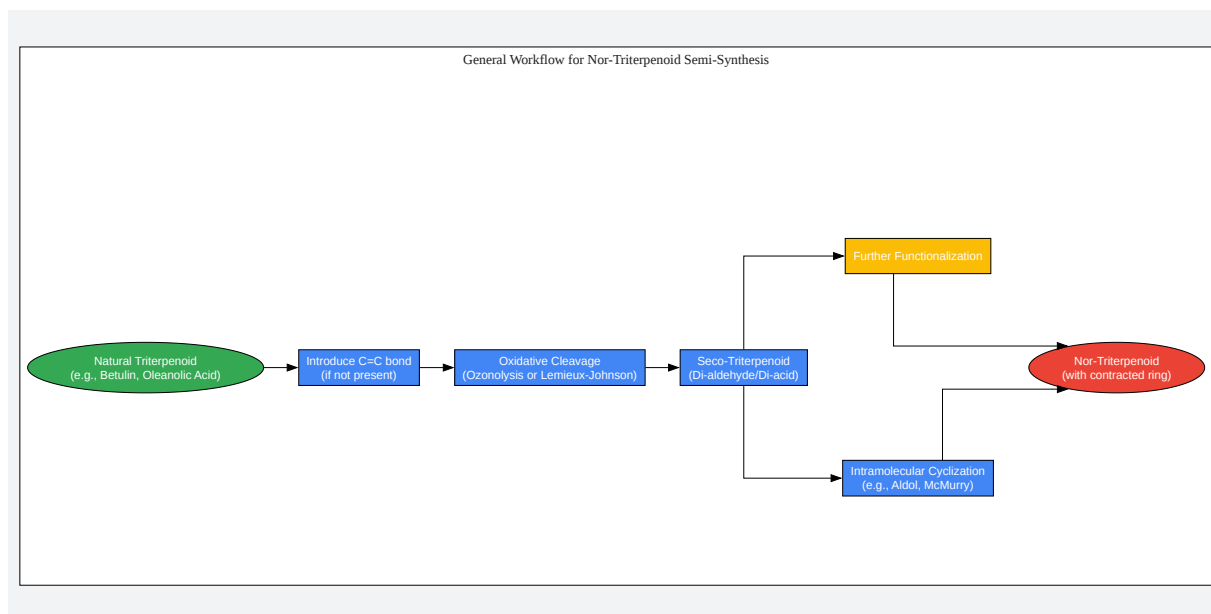 General Workflow for Nor-Triterpenoid Semi-Synthesis
Natural Triterpenoid
(e.g., Betulin, Oleanolic Acid)
Introduce C=C bond
(if not present)
Oxidative Cleavage
(Ozonolysis or Lemieux-Johnson)
Seco-Triterpenoid
(Di-aldehyde/Di-acid)
Further Functionalization
Intramolecular Cyclization
(e.g., Aldol, McMurry)
Nor-Triterpenoid
(with contracted ring)